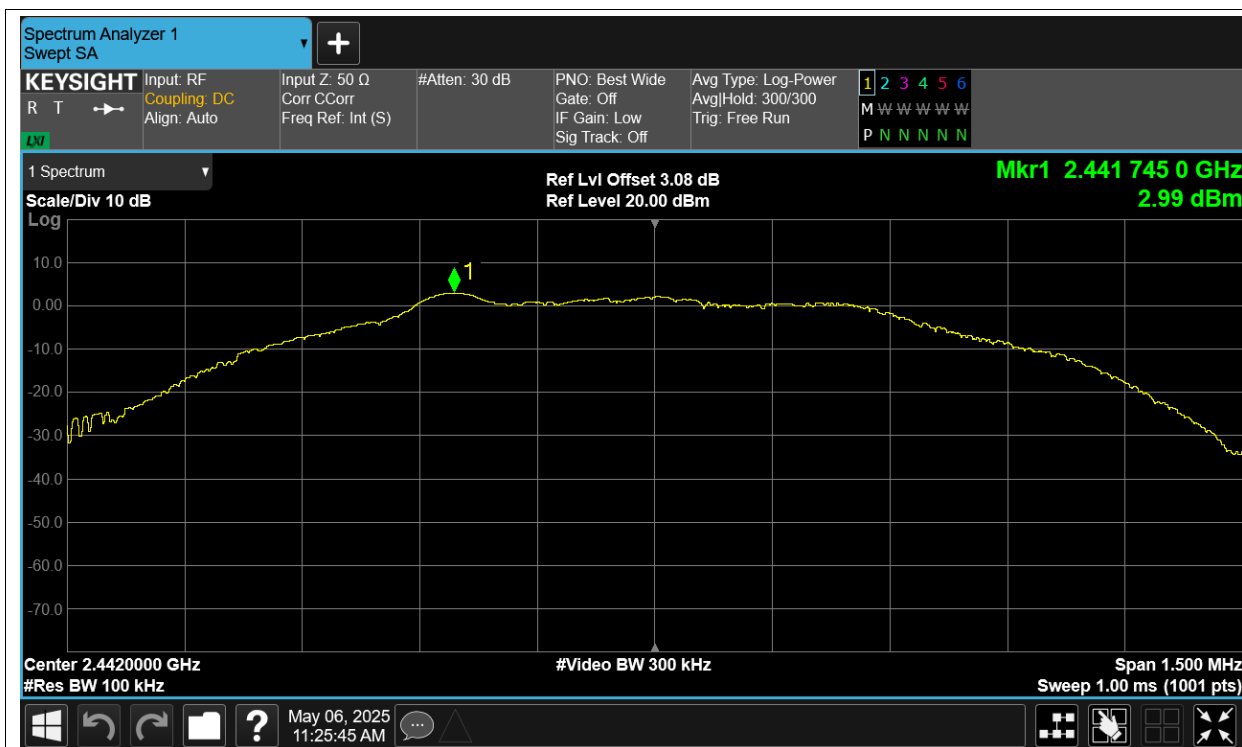 Spectrum Analyzer 1
Swept SA
KEYSIGHT
R T
LXI
Input: RF
Coupling: DC
Align: Auto
Input Z: 50 Ω
Corr CCorr
Freq Ref: Int (S)
#Atten: 30 dB
PNO: Best Wide
Gate: Off
IF Gain: Low
Sig Track: Off
Avg Type: Log-Power
Avg|Hold: 300/300
Trig: Free Run
1 2 3 4 5 6
M W W W W W W
P N N N N N
1 Spectrum
Scale/Div 10 dB
Log
Ref Lvl Offset 3.08 dB
Ref Level 20.00 dBm
Mkr1 2.441 745 0 GHz
2.99 dBm
1
10.0
0.00
-10.0
-20.0
-30.0
-40.0
-50.0
-60.0
-70.0
Center 2.4420000 GHz
#Res BW 100 kHz
#Video BW 300 kHz
Span 1.500 MHz
Sweep 1.00 ms (1001 pts)
?
May 06, 2025
11:25:45 AM